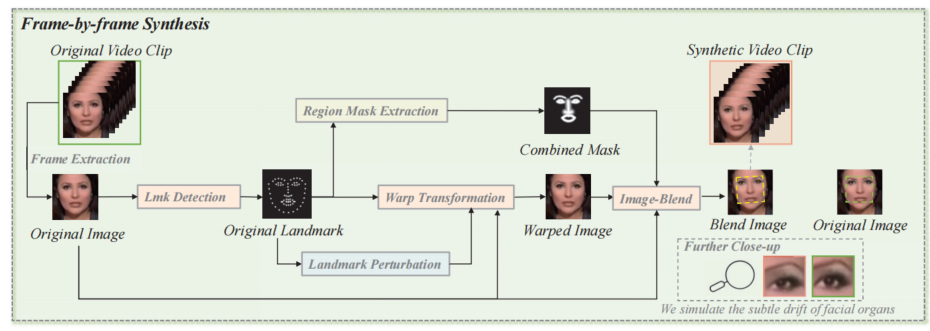 Frame-by-frame Synthesis
Original Video Clip
Synthetic Video Clip
Region Mask Extraction
Combined Mask
Frame Extraction
Lmk Detection
Warp Transformation
Image-Blend
Original Image
Original Landmark
Warped Image
Blend Image
Original Image
Landmark Perturbation
Further Close-up
We simulate the subtle drift of facial organs